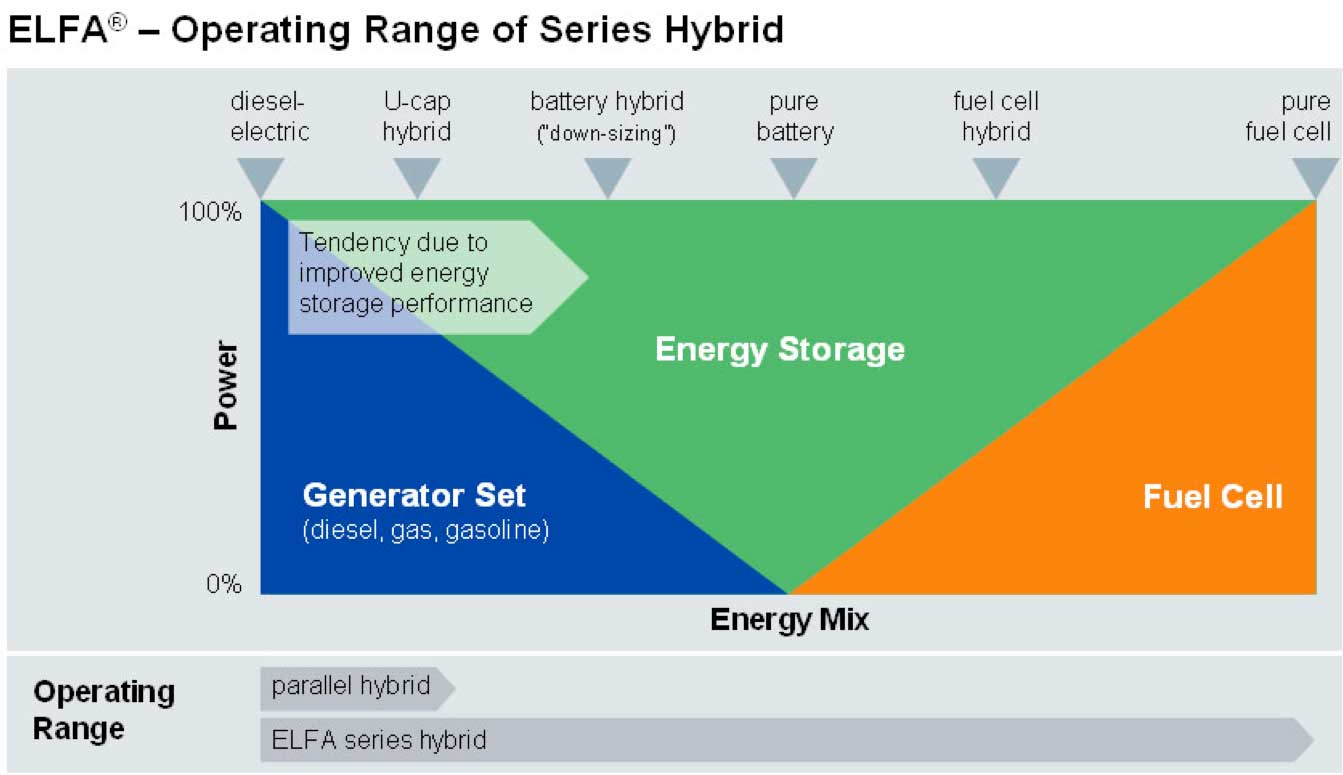 ELFA® – Operating Range of Series Hybrid
diesel-
electric
U-cap
hybrid
battery hybrid
("down-sizing")
pure
battery
fuel cell
hybrid
pure
fuel cell
100%
Tendency due to
improved energy
storage performance
Energy Storage
Power
Generator Set
(diesel, gas, gasoline)
Fuel Cell
0%
Energy Mix
Operating
Range
parallel hybrid
ELFA series hybrid